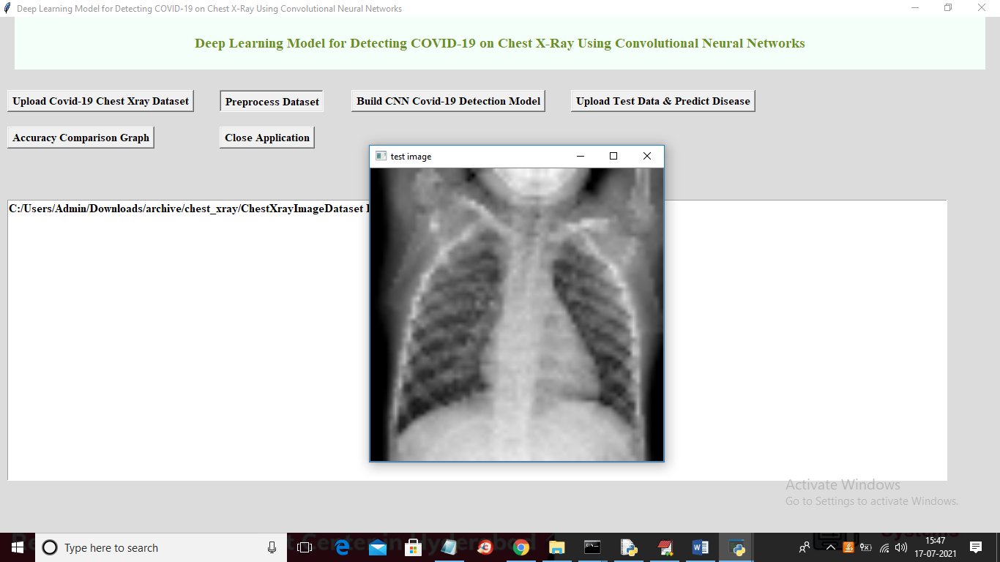 Deep Learning Model for Detecting COVID-19 on Chest X-Ray Using Convolutional Neural Networks
Deep Learning Model for Detecting COVID-19 on Chest X-Ray Using Convolutional Neural Networks
Upload Covid-19 Chest Xray Dataset
Preprocess Dataset
Build CNN Covid-19 Detection Model
Upload Test Data & Predict Disease
Accuracy Comparison Graph
Close Application
test image
C:/Users/Admin/Downloads/archive/chest_xray/ChestXrayImageDataset
Activate Windows
Go to Settings to activate Windows.
Type here to search
15:47
17-07-2021